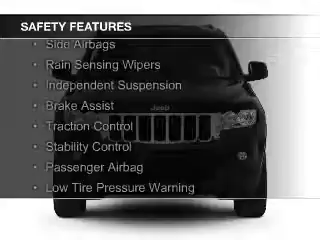 SAFETY FEATURES
• Side Airbags
• Rain Sensing Wipers
• Independent Suspension
• Brake Assist
Jeep
• Traction Control
• Stability Control
• Passenger Airbag
• Low Tire Pressure Warning